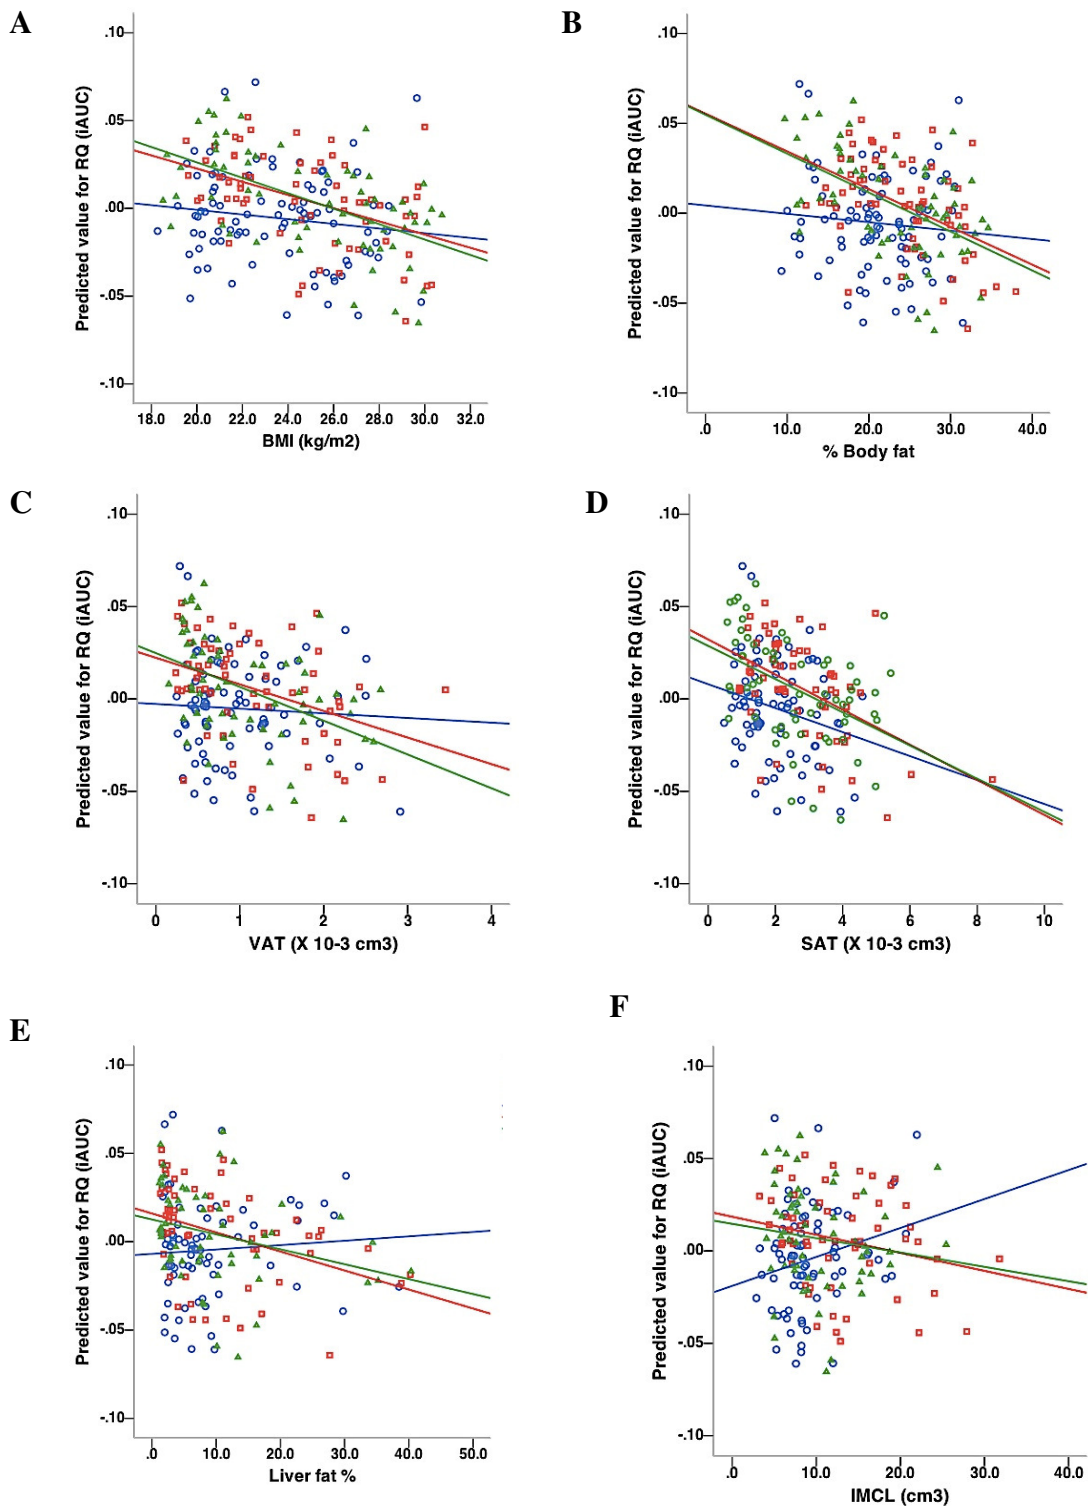 A
B
.10
.05
.00
-.05
-.10
Predicted value for RQ (iAUC)
18.0 20.0 22.0 24.0 26.0 28.0 30.0 32.0
BMI (kg/m2)
.10
.05
.00
-.05
-.10
Predicted value for RQ (iAUC)
.0 10.0 20.0 30.0 40.0
% Body fat
C
D
.10
.05
.00
-.05
-.10
Predicted value for RQ (iAUC)
0 1 2 3 4
VAT (X 10-3 cm3)
.10
.05
.00
-.05
-.10
Predicted value for RQ (iAUC)
0 2 4 6 8 10
SAT (X 10-3 cm3)
E
F
.10
.05
.00
-.05
-.10
Predicted value for RQ (iAUC)
.0 10.0 20.0 30.0 40.0 50.0
Liver fat %
.10
.05
.00
-.05
-.10
Predicted value for RQ (iAUC)
.0 10.0 20.0 30.0 40.0
IMCL (cm3)